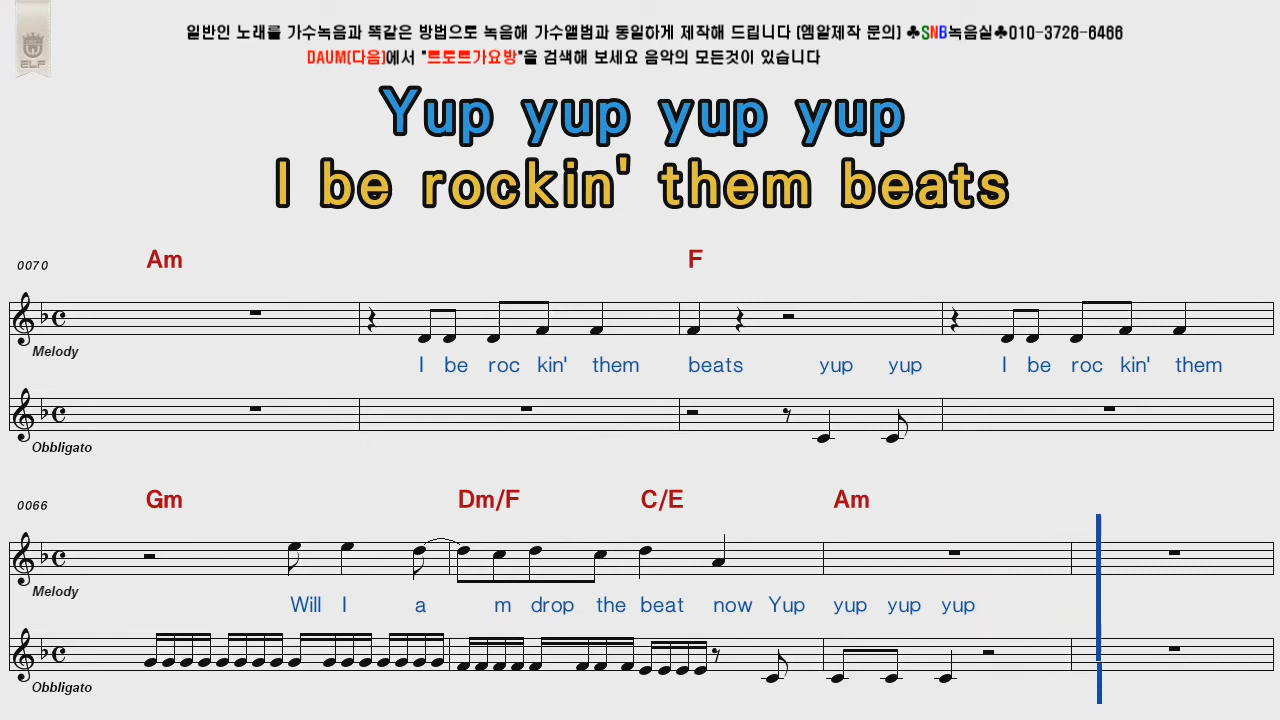 일반인 노래를 가수녹음과 똑같은 방법으로 녹음해 가수앨범과 동일하게 제작해 드립니다 (엠알제작 문의) ♣SNB녹음실♣010-3726-6466
DAUM(다음)에서 "트로트가요방"을 검색해 보세요 음악의 모든것이 있습니다
ELF
Yup yup yup yup
I be rockin' them beats
0070 Am F
Melody
I be roc kin' them beats yup yup I be roc kin' them
Obbligato
0066 Gm Dm/F C/E Am
Melody
Will I a m drop the beat now Yup yup yup yup
Obbligato